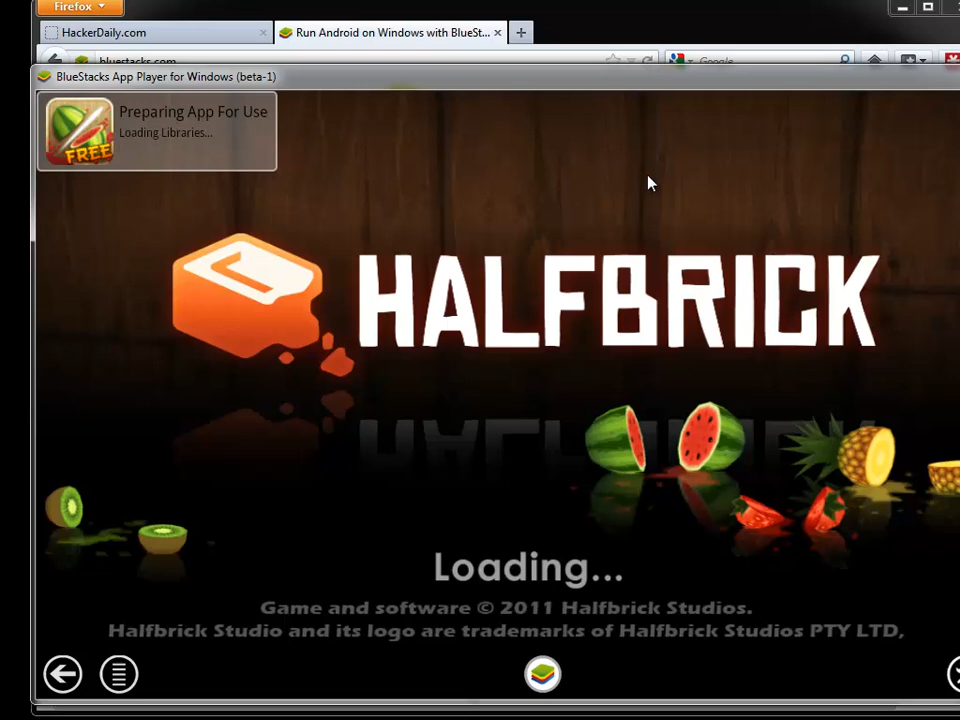 Firefox
HackerDaily.com
Run Android on Windows with BlueSt...
bluestacks.com
Google
BlueStacks App Player for Windows (beta-1)
Preparing App For Use
Loading Libraries...
FREE
HALFBRICK
Loading...
Game and software © 2011 Halfbrick Studios.
Halfbrick Studio and its logo are trademarks of Halfbrick Studios PTY LTD,